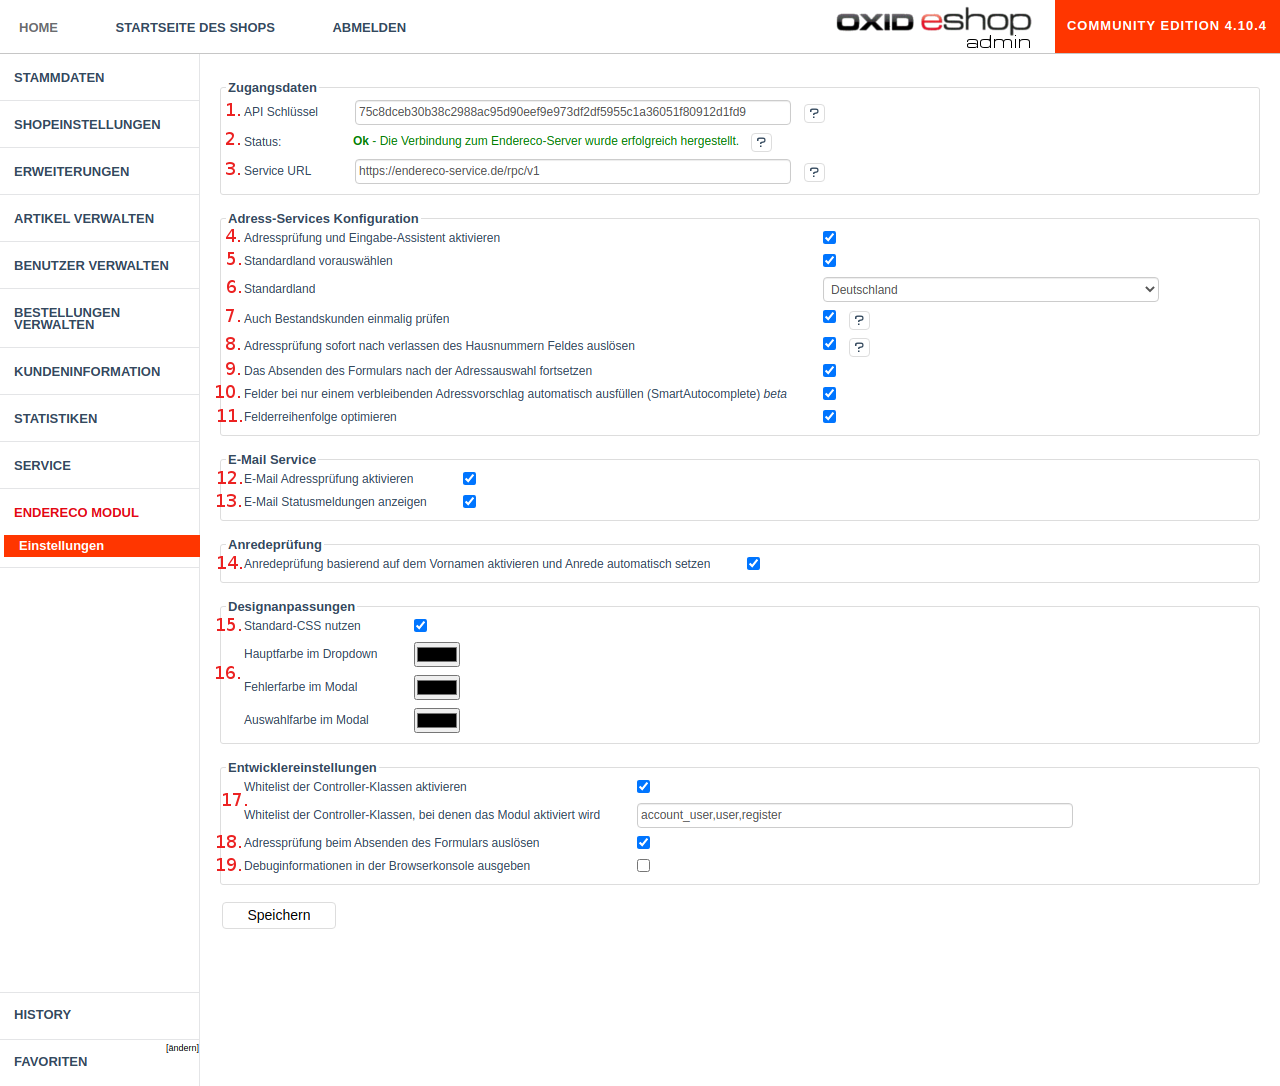 HOME STARTSEITE DES SHOPS ABMELDEN OXID eshop admin COMMUNITY EDITION 4.10.4
STAMMDATEN
SHOPEINSTELLUNGEN
ERWEITERUNGEN
ARTIKEL VERWALTEN
BENUTZER VERWALTEN
BESTELLUNGEN
VERWALTEN
KUNDENINFORMATION
STATISTIKEN
SERVICE
ENDERECO MODUL
Einstellungen
HISTORY
[ändern]
FAVORITEN
Zugangsdaten
1. API Schlüssel 75c8dceb30b38c2988ac95d90eef9e973df2df5955c1a36051f80912d1fd9 ?
2. Status: Ok - Die Verbindung zum Endereco-Server wurde erfolgreich hergestellt. ?
3. Service URL https://endereco-service.de/rpc/v1 ?
Adress-Services Konfiguration
4. Adressprüfung und Eingabe-Assistent aktivieren
5. Standardland vorauswählen
6. Standardland Deutschland
7. Auch Bestandskunden einmalig prüfen ?
8. Adressprüfung sofort nach verlassen des Hausnummern Feldes auslösen ?
9. Das Absenden des Formulars nach der Adressauswahl fortsetzen
10. Felder bei nur einem verbleibenden Adressvorschlag automatisch ausfüllen (SmartAutocomplete) beta
11. Felderreihenfolge optimieren
E-Mail Service
12. E-Mail Adressprüfung aktivieren
13. E-Mail Statusmeldungen anzeigen
Anredeprüfung
14. Anredeprüfung basierend auf dem Vornamen aktivieren und Anrede automatisch setzen
Designanpassungen
15. Standard-CSS nutzen
Hauptfarbe im Dropdown
16.
Fehlerfarbe im Modal
Auswahlfarbe im Modal
Entwicklereinstellungen
Whitelist der Controller-Klassen aktivieren
17.
Whitelist der Controller-Klassen, bei denen das Modul aktiviert wird account_user,user,register
18. Adressprüfung beim Absenden des Formulars auslösen
19. Debuginformationen in der Browserkonsole ausgeben
Speichern